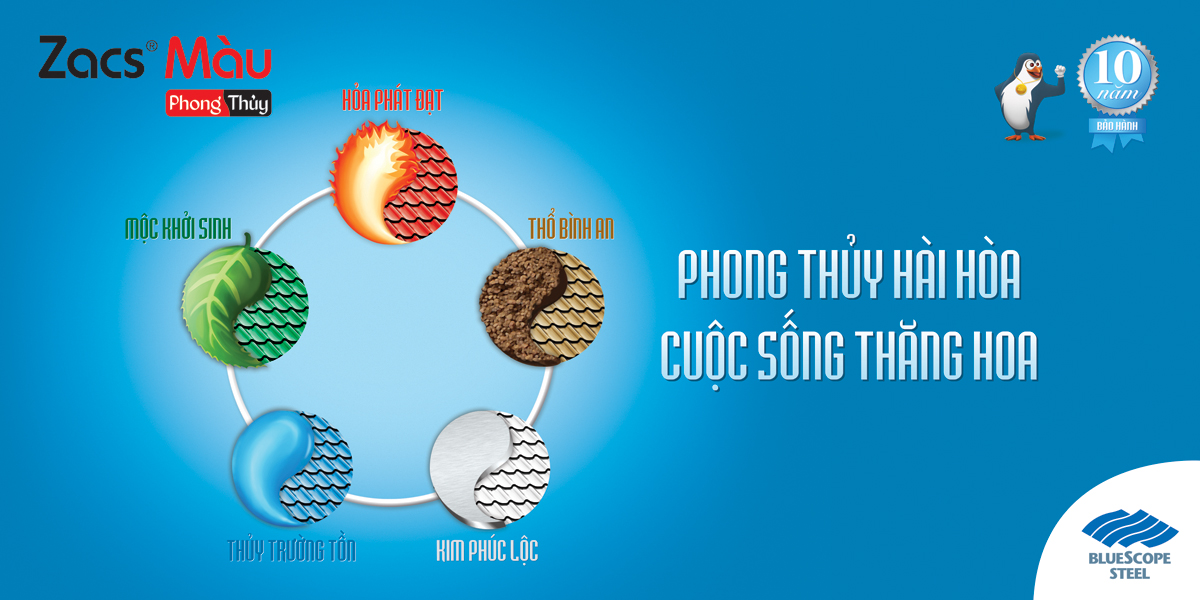 Zacs® Màu
Phong Thủy
HỎA PHÁT ĐẠT
MỘC KHỞI SINH
THỔ BÌNH AN
THỦY TRƯỜNG TỒN
KIM PHÚC LỘC
PHONG THỦY HÀI HÒA
CUỘC SỐNG THĂNG HOA
10
năm
BẢO HÀNH
BLUESCOPE
STEEL